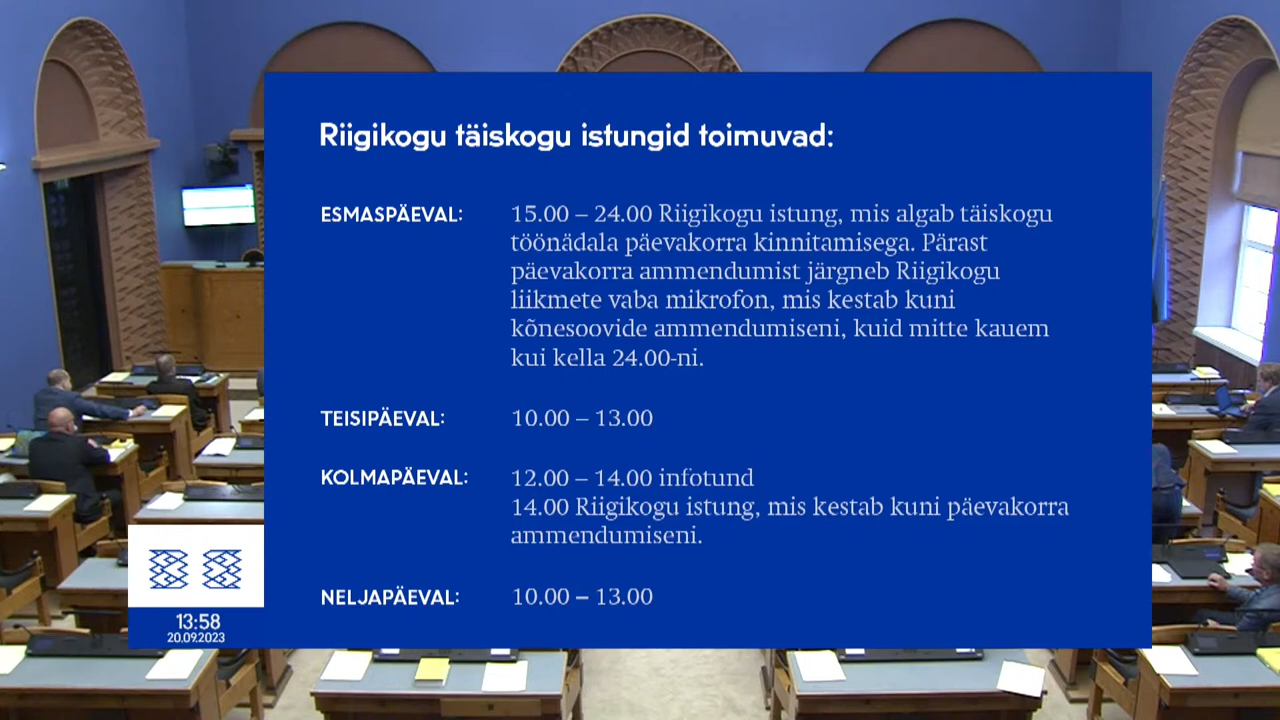 Riigikogu täiskogu istungid toimuvad:
ESMASPÄEVAL:
15.00 – 24.00 Riigikogu istung, mis algab täiskogu
töönädala päevakorra kinnitamisega. Pärast
päevakorra ammendumist järgneb Riigikogu
liikmete vaba mikrofon, mis kestab kuni
kõnesoovide ammendumiseni, kuid mitte kauem
kui kella 24.00-ni.
TEISIPÄEVAL:
10.00 – 13.00
KOLMAPÄEVAL:
12.00 – 14.00 infotund
14.00 Riigikogu istung, mis kestab kuni päevakorra
ammendumiseni.
NELJAPÄEVAL:
10.00 – 13.00
13:58
20.09.2023